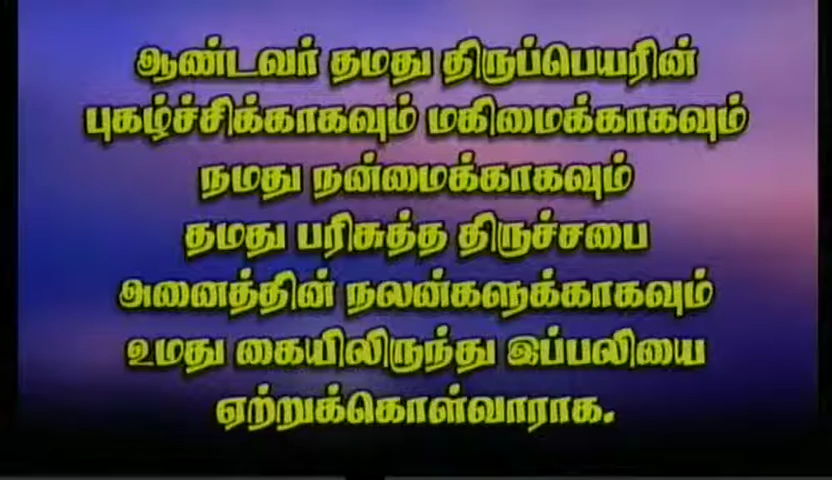 ஆண்டவர் தமது திருப்பெயரின்
புகழ்ச்சிக்காகவும் மகிமைக்காகவும்
நமது நன்மைக்காகவும்
தமது பரிசுத்த திருச்சபை
அனைத்தின் நலன்களுக்காகவும்
உமது கையிலிருந்து இப்பலியை
ஏற்றுக்கொள்வாராக.